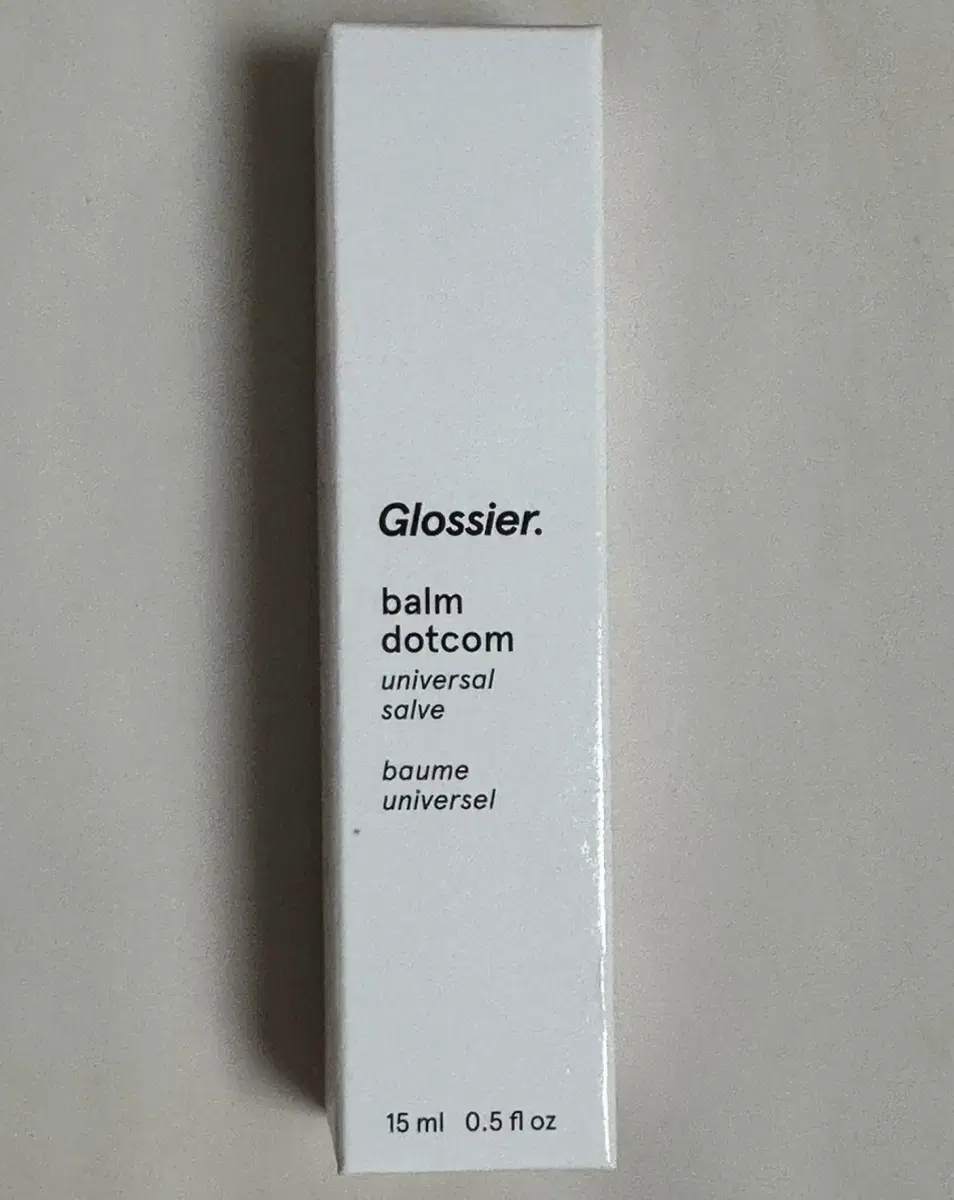 Glossier.
balm
dotcom
universal
salve
baume
universel
15 ml 0.5 fl oz